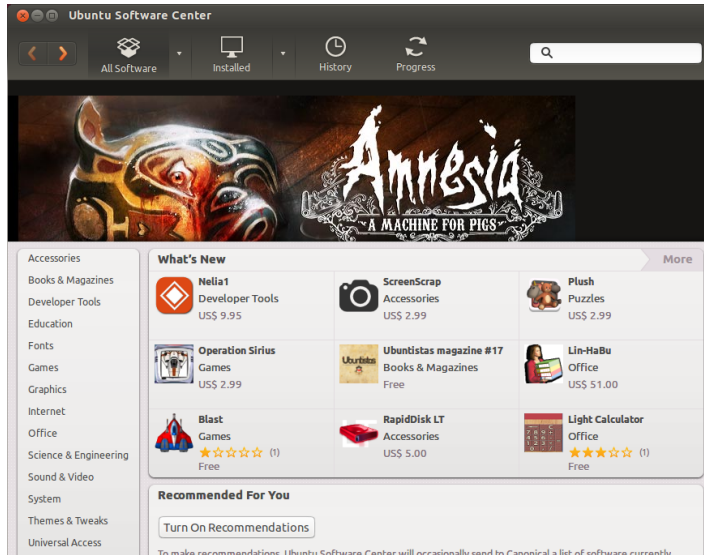 Ubuntu Software Center
All Software
Installed
History
Progress
Amnesia
A MACHINE FOR PIGS
Accessories
Books & Magazines
Developer Tools
Education
Fonts
Games
Graphics
Internet
Office
Science & Engineering
Sound & Video
System
Themes & Tweaks
Universal Access
What's New
More
Nelia1
Developer Tools
US$ 9.95
ScreenScrap
Accessories
US$ 2.99
Plush
Puzzles
US$ 2.99
Operation Sirius
Games
US$ 2.99
Ubuntistas
Ubuntistas magazine #17
Books & Magazines
Free
Lin-HaBu
Office
US$ 51.00
Blast
Games
(1)
Free
RapidDisk LT
Accessories
US$ 5.00
Light Calculator
Office
(1)
Free
Recommended For You
Turn On Recommendations
To make recommendations, Ubuntu Software Center will occasionally send to Canonical a list of software currently